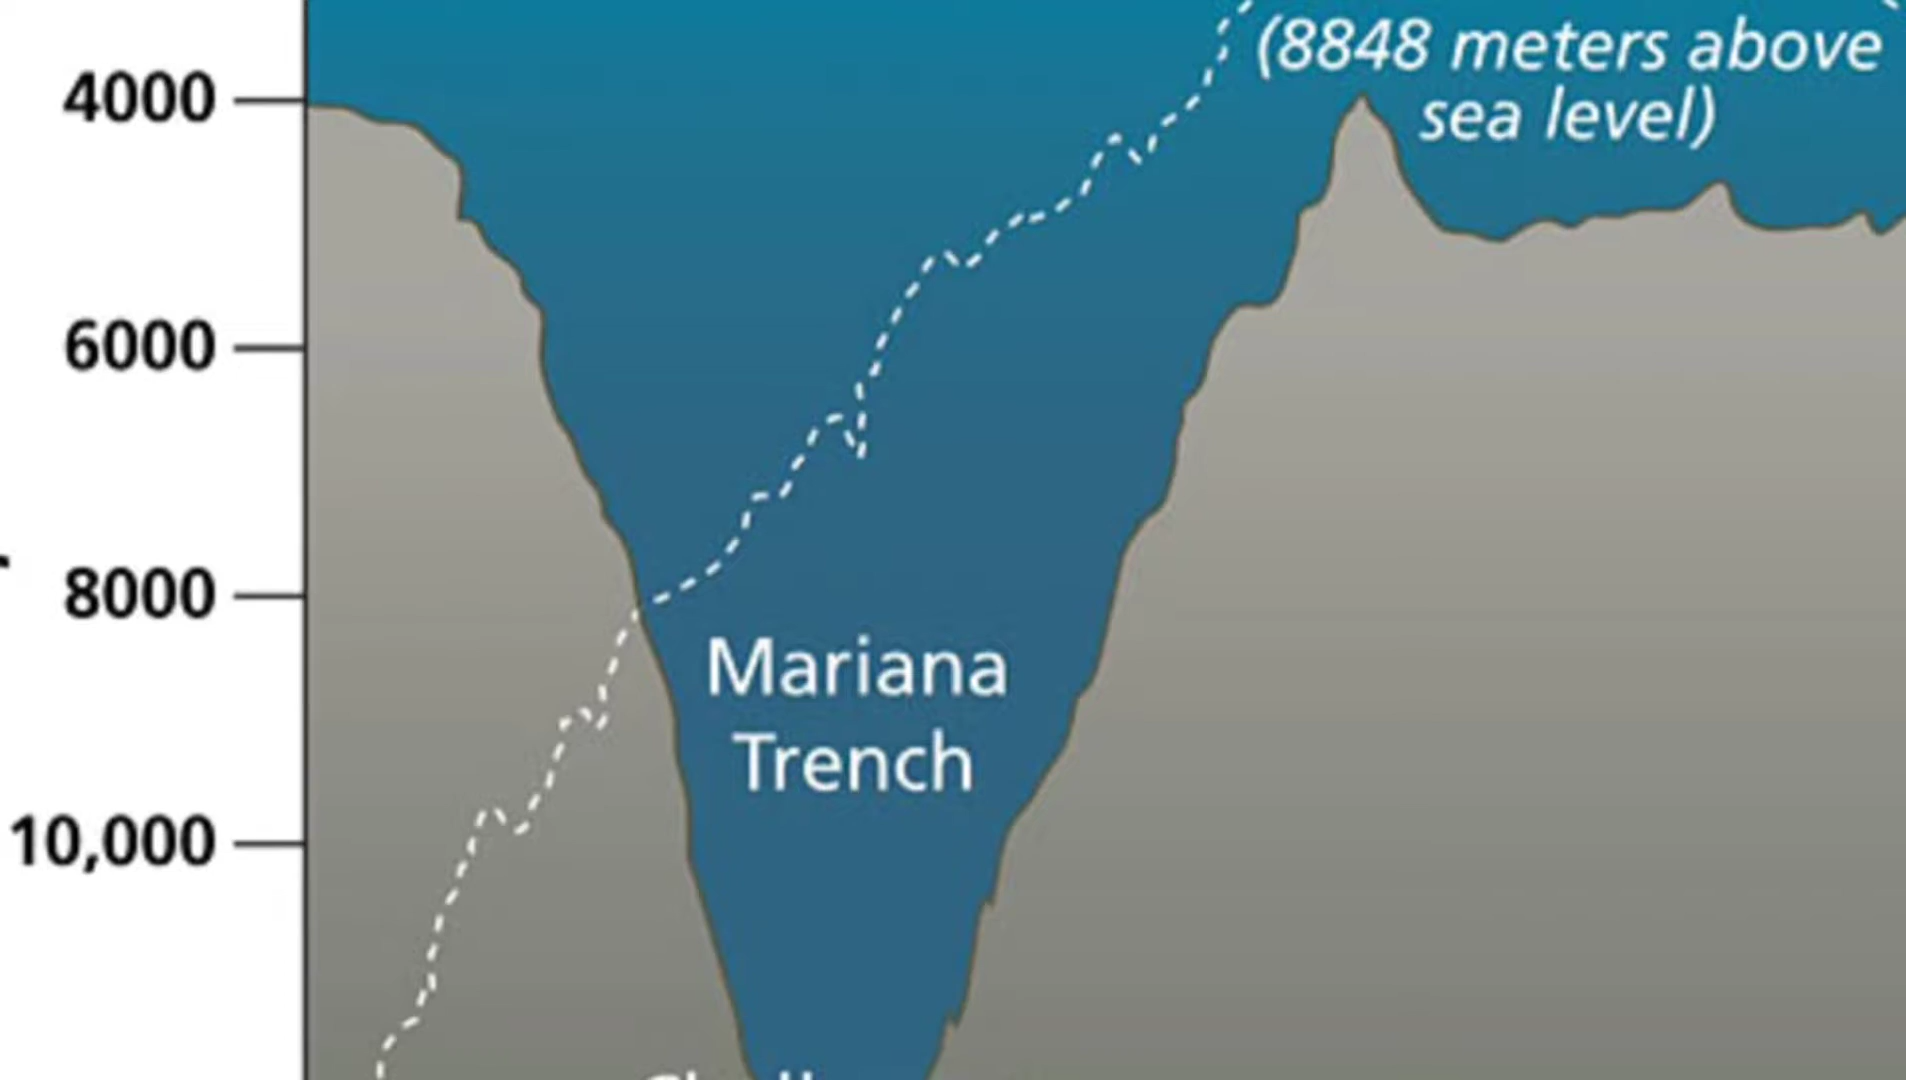 (8848 meters above
sea level)
4000
6000
8000
10,000
Mariana
Trench